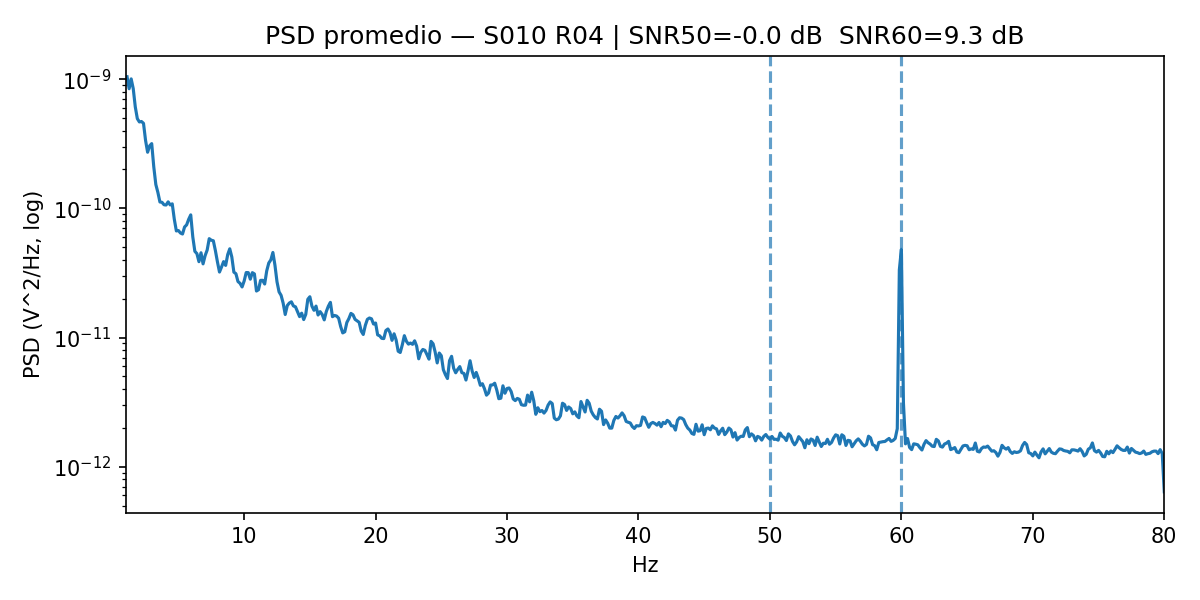 PSD promedio — S010 R04 | SNR50=-0.0 dB  SNR60=9.3 dB
PSD (V^2/Hz, log)
10⁻⁹
10⁻¹⁰
10⁻¹¹
10⁻¹²
10 20 30 40 50 60 70 80
Hz